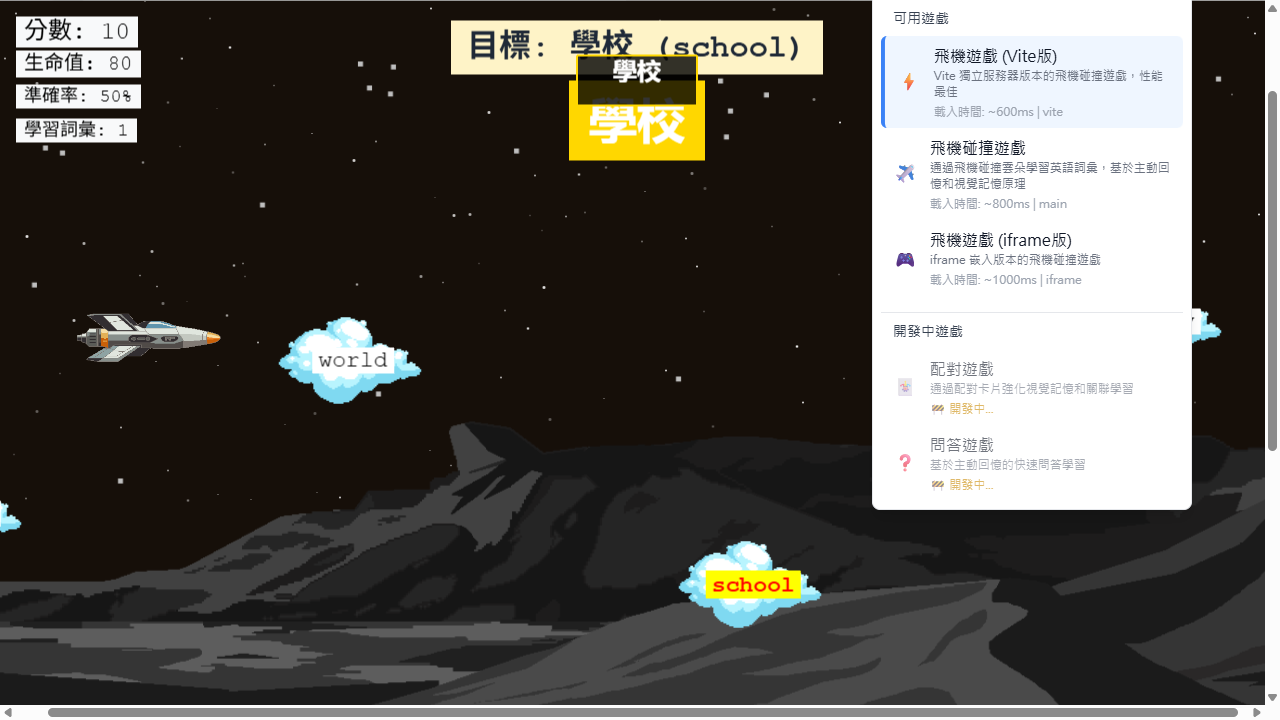 分數: 10
生命值: 80
準確率: 50%
學習詞彙: 1
目標: 學校 (school)
學校
學校
world
school
可用遊戲
飛機遊戲 (Vite版)
Vite 獨立服務器版本的飛機碰撞遊戲，性能
最佳
載入時間: ~600ms | vite
飛機碰撞遊戲
通過飛機碰撞雲朵學習英語詞彙，基於主動回
憶和視覺記憶原理
載入時間: ~800ms | main
飛機遊戲 (iframe版)
iframe 嵌入版本的飛機碰撞遊戲
載入時間: ~1000ms | iframe
開發中遊戲
配對遊戲
通過配對卡片強化視覺記憶和關聯學習
開發中...
問答遊戲
基於主動回憶的快速問答學習
開發中...